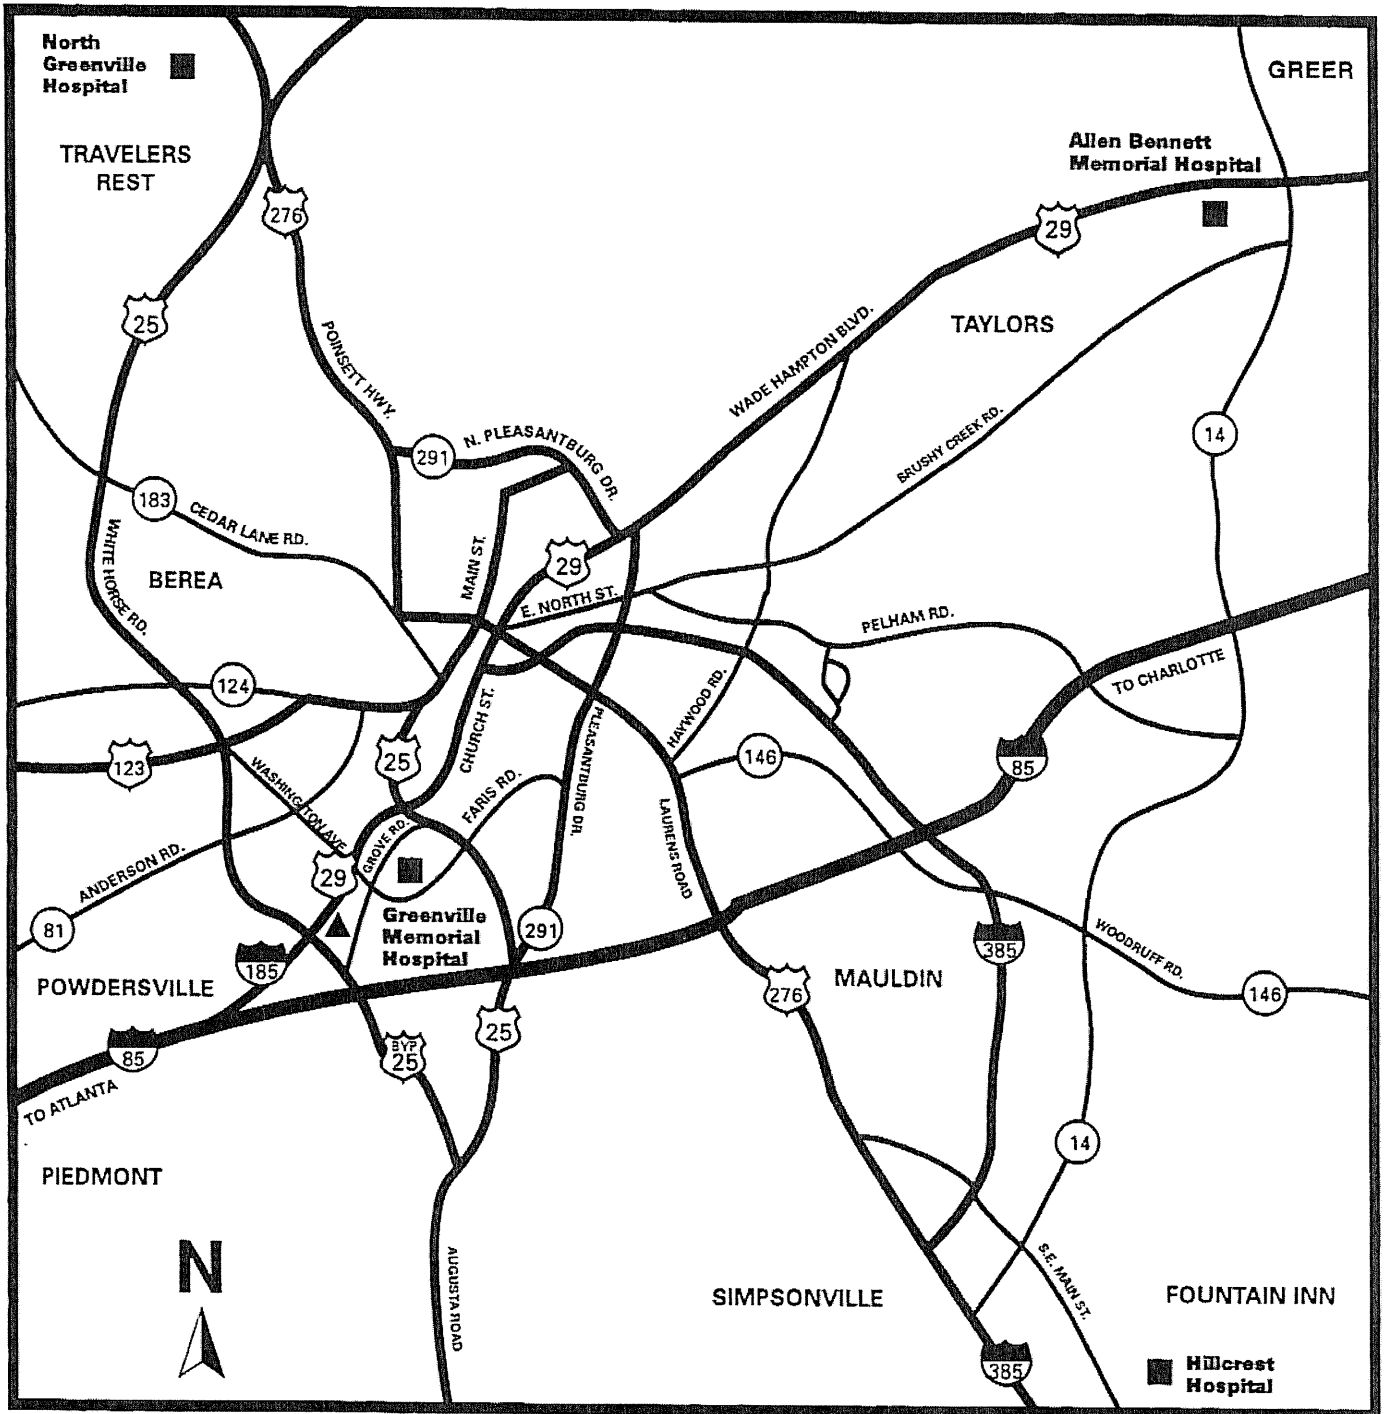 North
Greenville
Hospital
GREER
Allen Bennett
Memorial Hospital
TRAVELERS
REST
276
29
25
TAYLORS
POINSETT HWY.
WADE HAMPTON BLVD.
BRUSHY CREEK RD.
14
291
N. PLEASANTBURG DR.
183
CEDAR LANE RD.
WHITE HORSE RD.
BEREA
MAIN ST.
29
E. NORTH ST.
PELHAM RD.
TO CHARLOTTE
124
HAYWOOD RD.
CHURCH ST.
PLEASANTBURG DR.
25
123
146
85
WASHINGTON AVE.
FARIS RD.
GROVE RD.
LAURENS ROAD
ANDERSON RD.
29
81
Greenville
Memorial
Hospital
291
385
WOODRUFF RD.
185
POWDERSVILLE
MAULDIN
276
146
25
85
BYP
25
TO ATLANTA
14
PIEDMONT
N
AUGUSTA ROAD
S.E. MAIN ST.
SIMPSONVILLE
FOUNTAIN INN
385
Hillcrest
Hospital